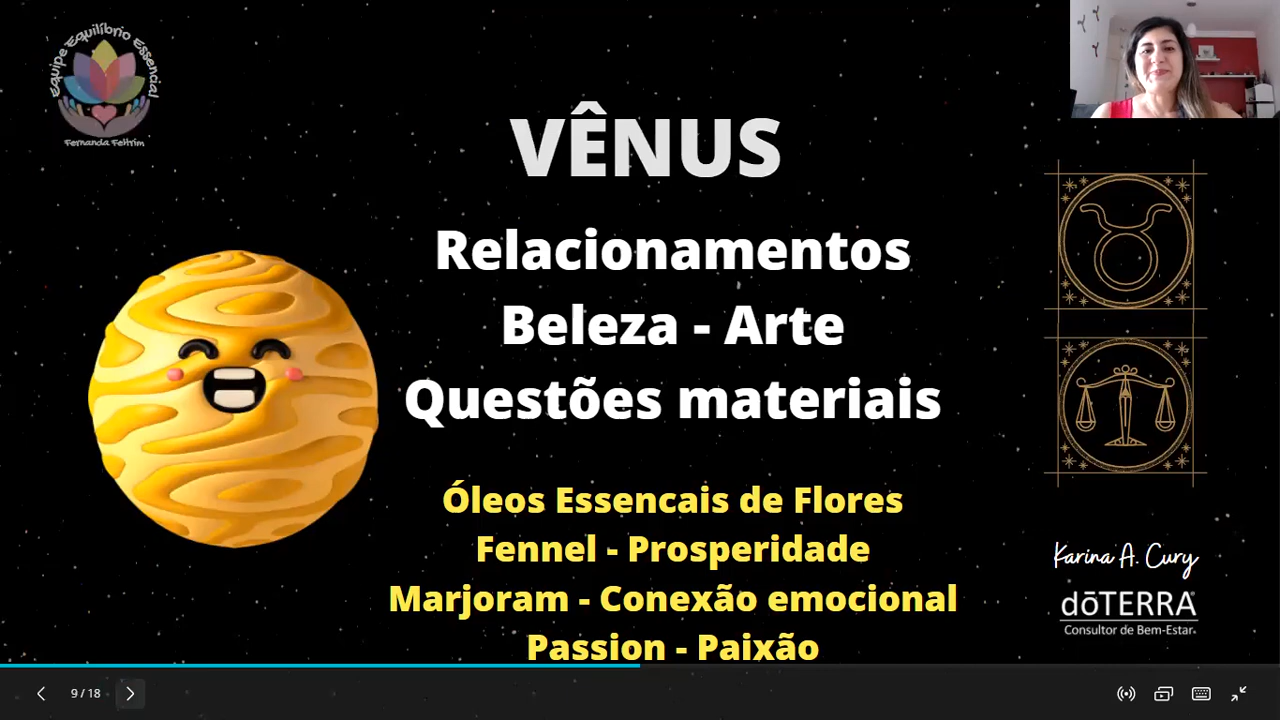 Equipe Equilíbrio Essencial
Fernanda Feltrim
VÊNUS
Relacionamentos
Beleza - Arte
Questões materiais
Óleos Essencais de Flores
Fennel - Prosperidade
Marjoram - Conexão emocional
Passion - Paixão
Karina A. Cury
dōTERRA
Consultor de Bem-Estar
9 / 18